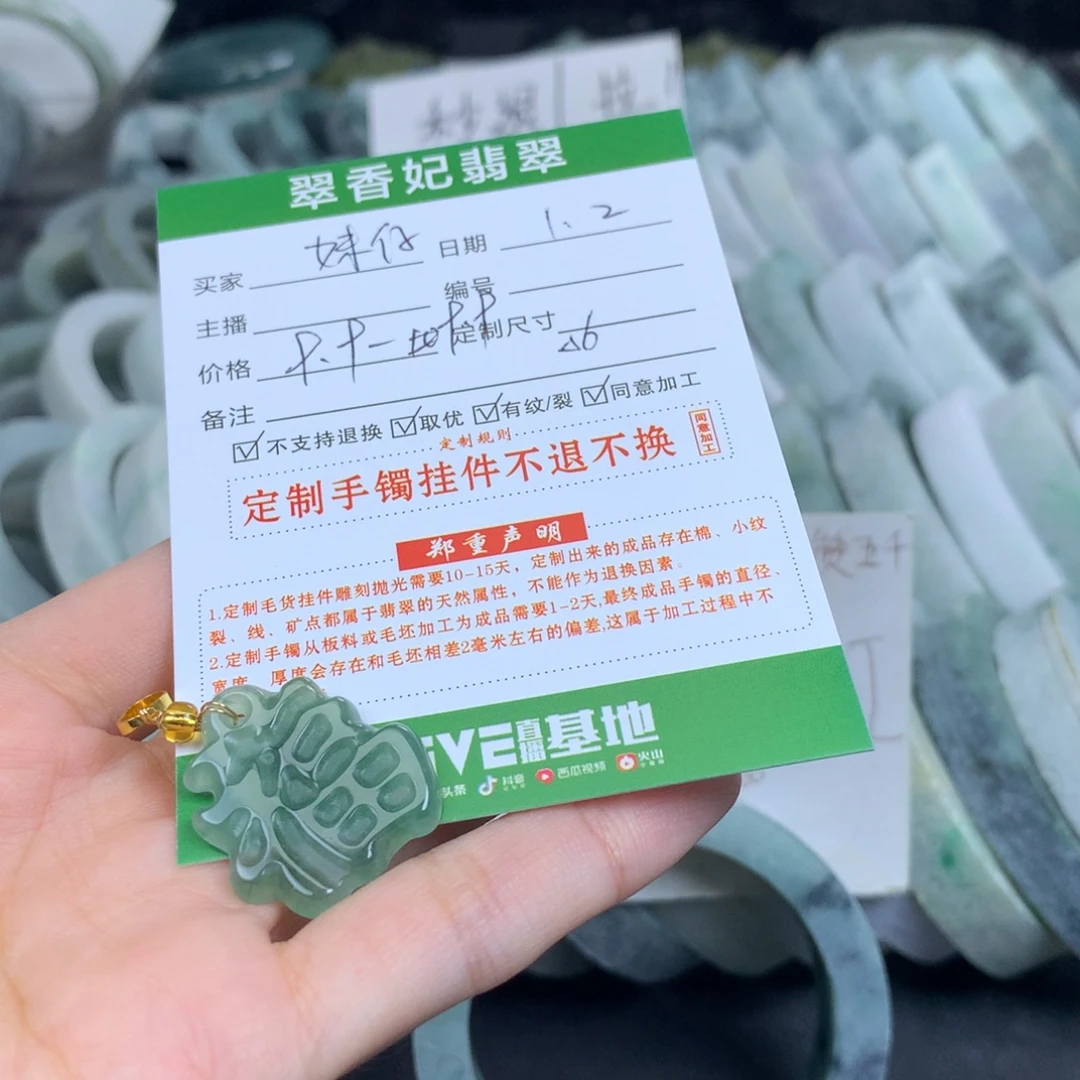 翠香妃翡翠
买家 妹仔 日期 1.2
主播 编号
价格 定制尺寸 56
备注
☑不支持退换 ☑取优 ☑有纹/裂 ☑同意加工
定制规则
定制手镯挂件不退不换
同意加工
郑重声明
1.定制毛货挂件雕刻抛光需要10-15天，定制出来的成品存在棉、小纹
裂、线、矿点都属于翡翠的天然属性，不能作为退换因素。
2.定制手镯从板料或毛坯加工为成品需要1-2天,最终成品手镯的直径、
宽度、厚度会存在和毛坯相差2毫米左右的偏差,这属于加工过程中不
直播基地
头条 抖音 西瓜视频 火山
福